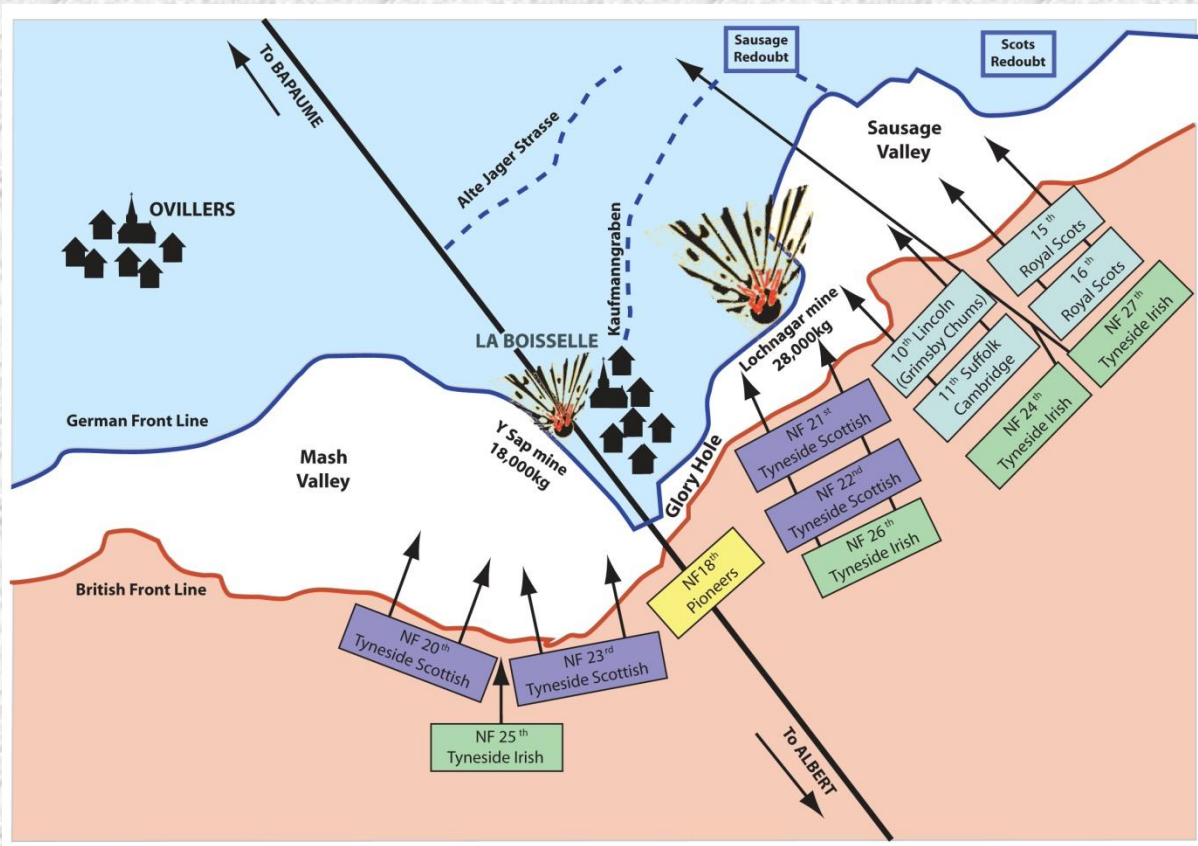 To BAPAUME
Sausage
Redoubt
Scots
Redoubt
Alte Jager Strasse
Sausage
Valley
OVILLERS
Kaufmanngraben
15th
Royal Scots
16th
Royal Scots
NF 27th
Tyneside Irish
LA BOISSELLE
Lochnagar mine
28,000kg
10th Lincoln
(Grimsby Chums)
11th Suffolk
Cambridge
NF 24th
Tyneside Irish
German Front Line
Y Sap mine
18,000kg
Mash
Valley
Glory Hole
NF 21st
Tyneside Scottish
NF 22nd
Tyneside Scottish
NF 26th
Tyneside Irish
British Front Line
NF18th
Pioneers
NF 20th
Tyneside Scottish
NF 23rd
Tyneside Scottish
NF 25th
Tyneside Irish
To ALBERT